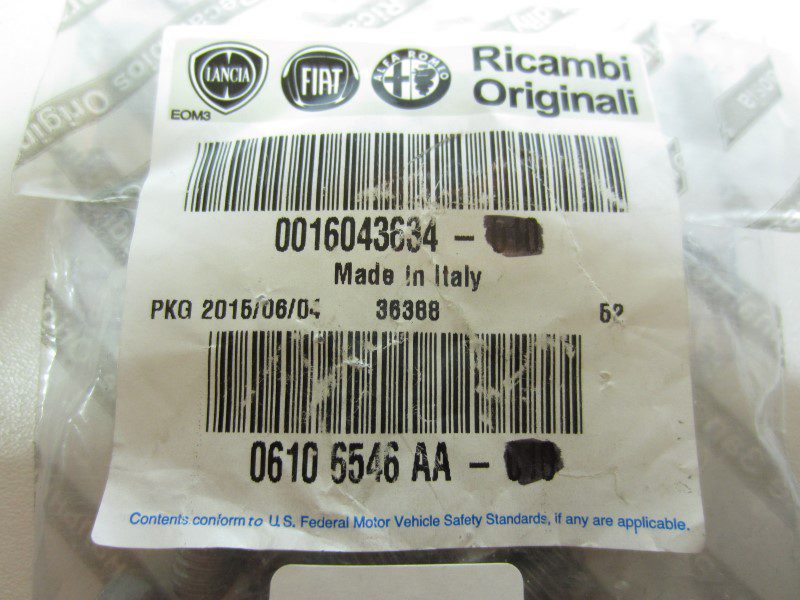 LANCIA FIAT ALFA ROMEO Ricambi
Originali
EOM3
0016043634 -
Made In Italy
PKG 2015/06/04 36388 52
0610 6546 AA -
Contents conform to U.S. Federal Motor Vehicle Safety Standards, if any are applicable.